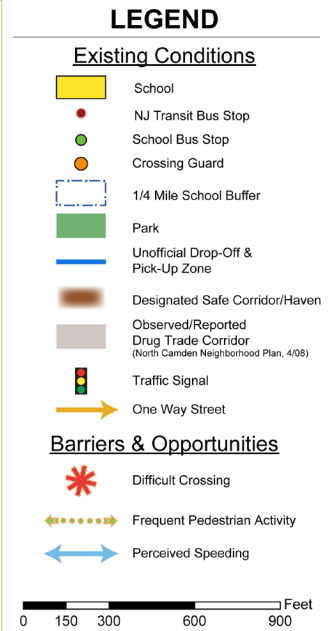 LEGEND
Existing Conditions
School
NJ Transit Bus Stop
School Bus Stop
Crossing Guard
1/4 Mile School Buffer
Park
Unofficial Drop-Off &
Pick-Up Zone
Designated Safe Corridor/Haven
Observed/Reported
Drug Trade Corridor
(North Camden Neighborhood Plan, 4/08)
Traffic Signal
One Way Street
Barriers & Opportunities
Difficult Crossing
Frequent Pedestrian Activity
Perceived Speeding
Feet
0 150 300 600 900